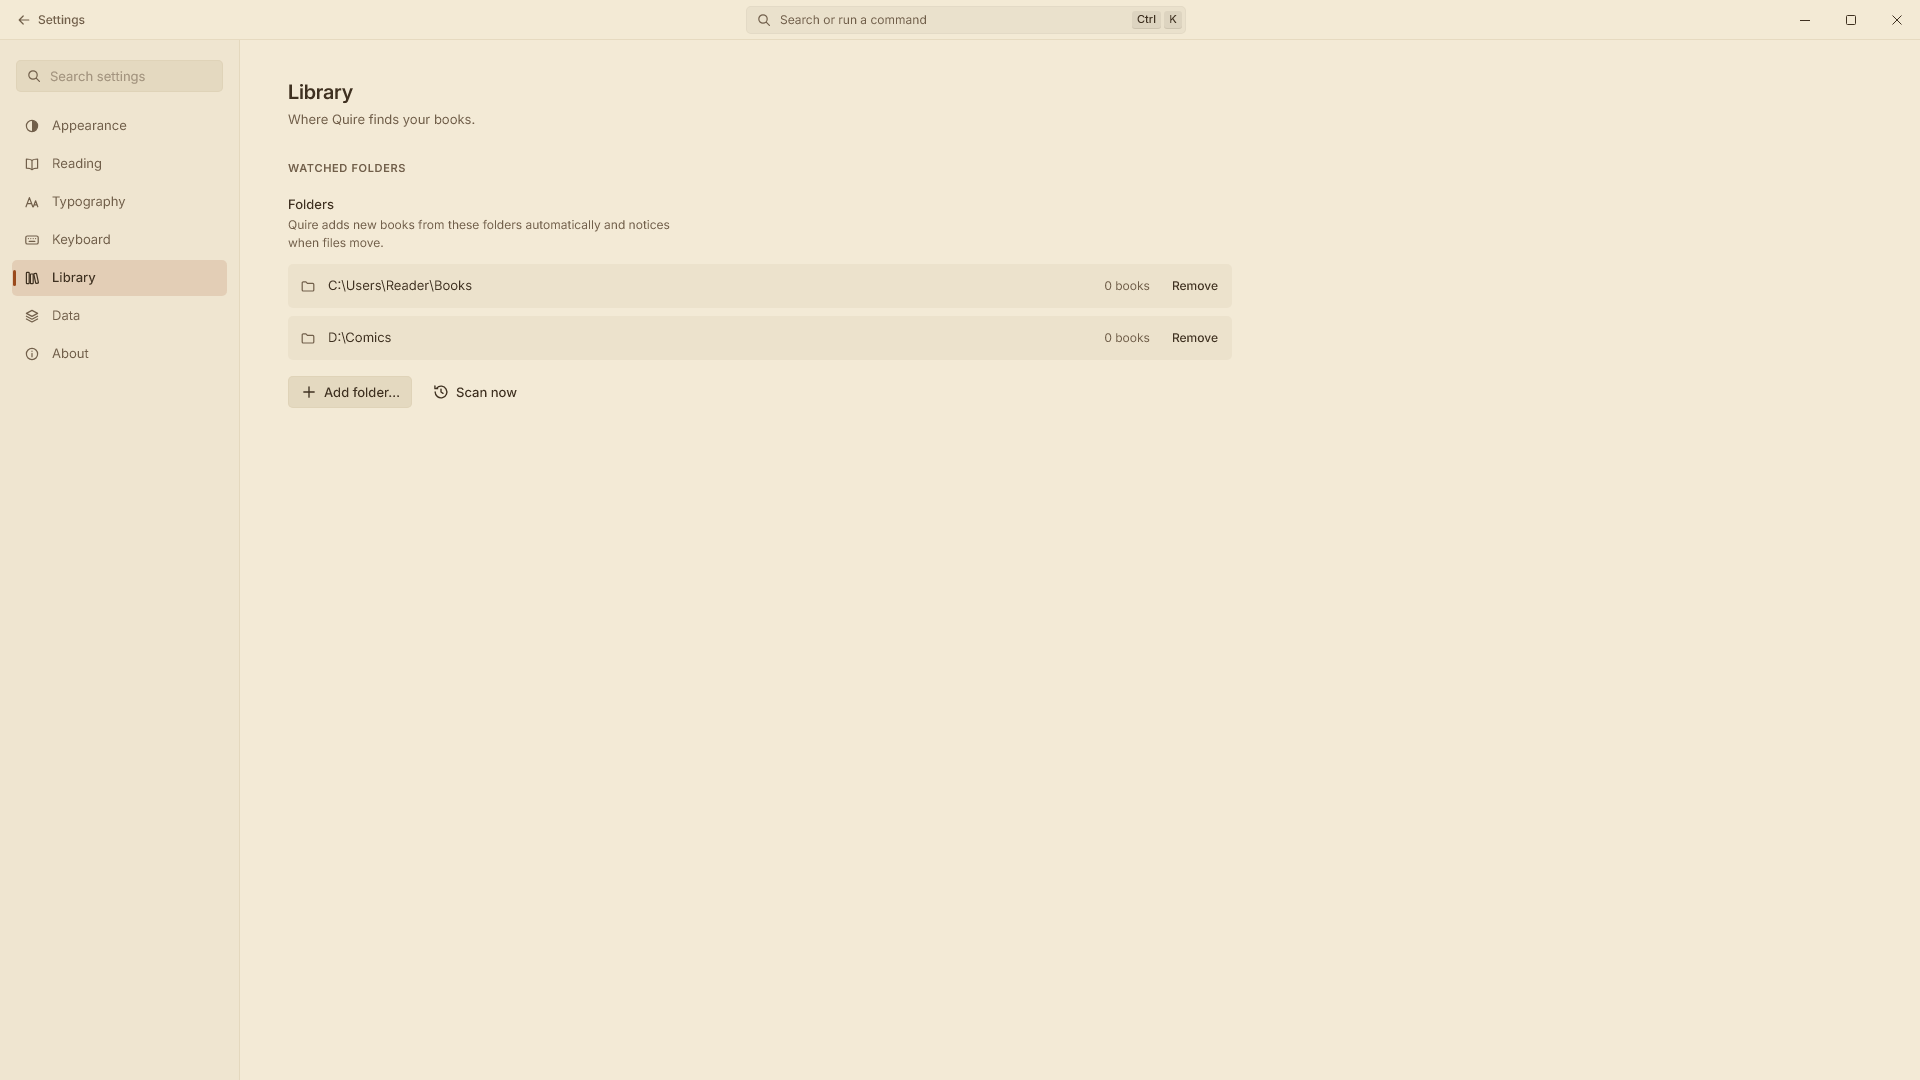 Settings
Search or run a command
Ctrl K
Search settings
Appearance
Reading
Typography
Keyboard
Library
Data
About
Library
Where Quire finds your books.
WATCHED FOLDERS
Folders
Quire adds new books from these folders automatically and notices
when files move.
C:\Users\Reader\Books 0 books Remove
D:\Comics 0 books Remove
Add folder... Scan now